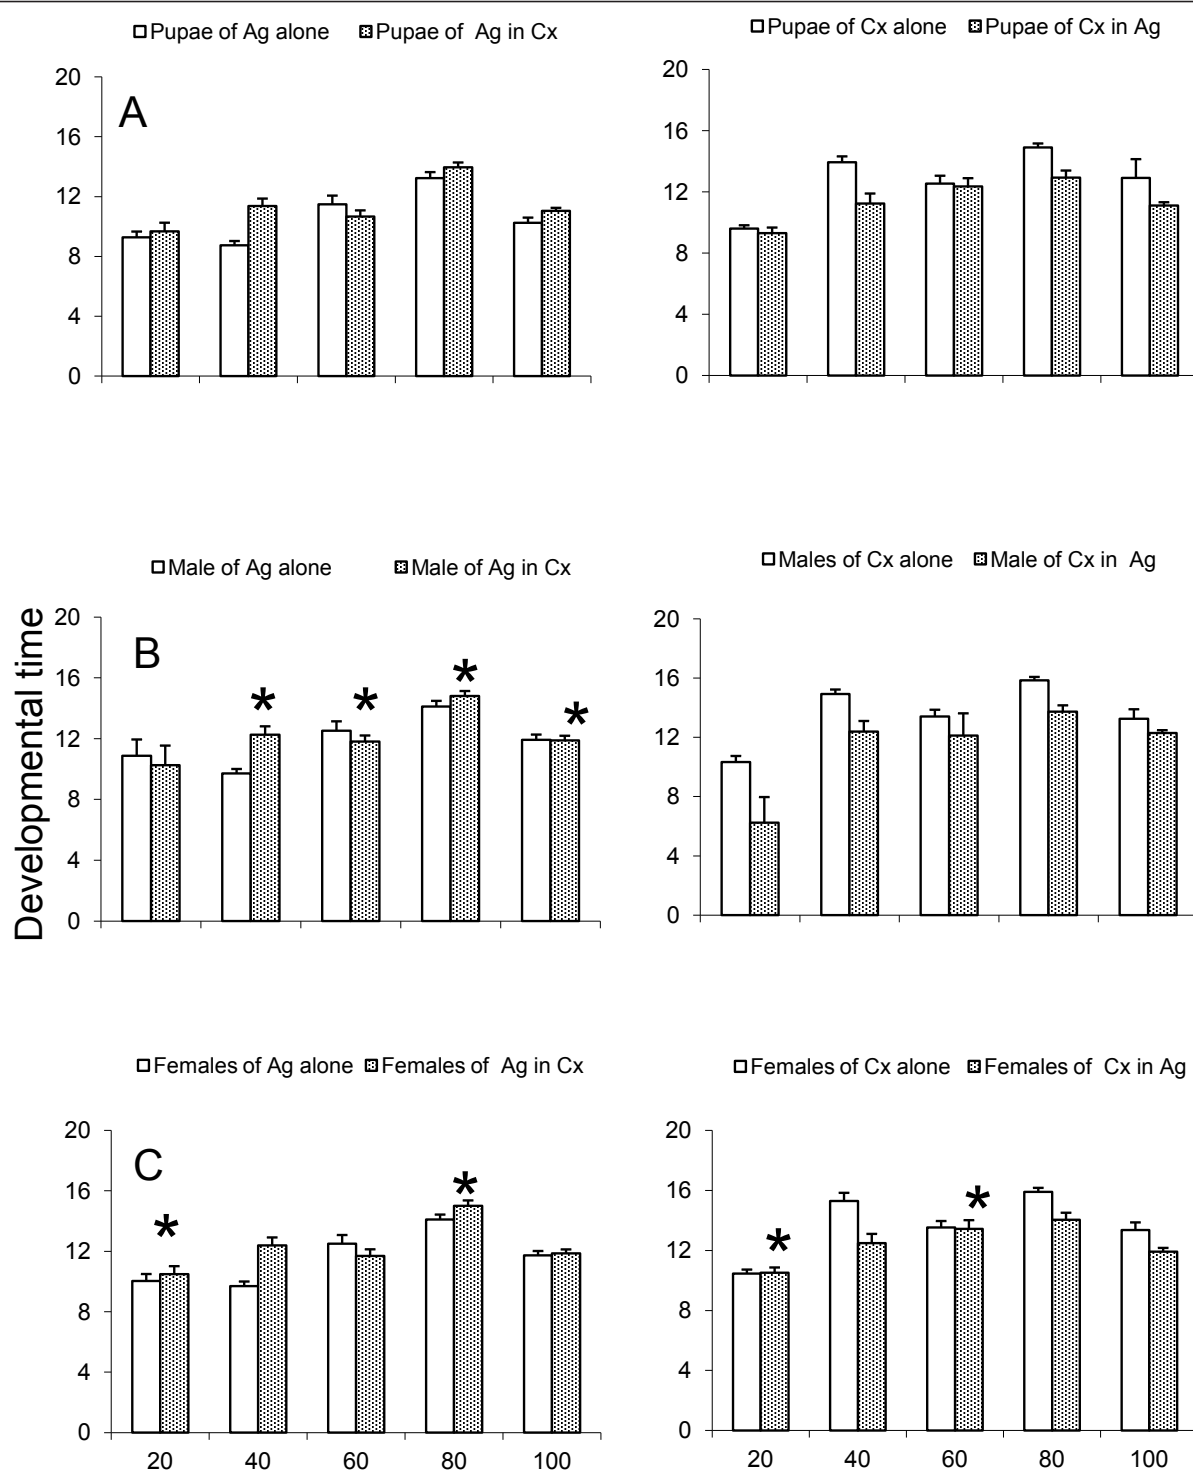 Pupae of Ag alone Pupae of Ag in Cx
Pupae of Cx alone Pupae of Cx in Ag
A
20
16
12
8
4
0
20
16
12
8
4
0
Developmental time
Male of Ag alone Male of Ag in Cx
Males of Cx alone Male of Cx in Ag
B
20
16
* * * *
12
8
4
0
20
16
12
8
4
0
Females of Ag alone Females of Ag in Cx
Females of Cx alone Females of Cx in Ag
C
20
16
* *
12
8
4
0
20 40 60 80 100
20
16
* *
12
8
4
0
20 40 60 80 100